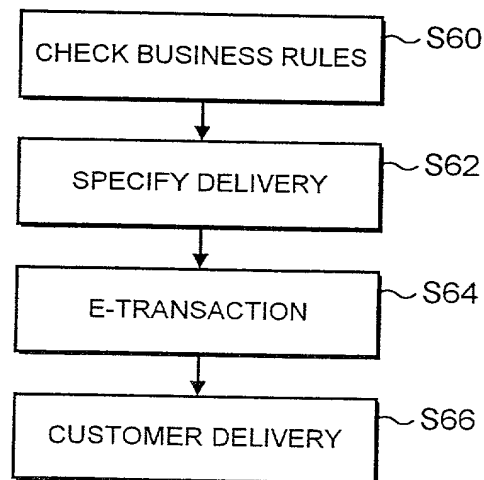 CHECK BUSINESS RULES S60
SPECIFY DELIVERY S62
E-TRANSACTION S64
CUSTOMER DELIVERY S66